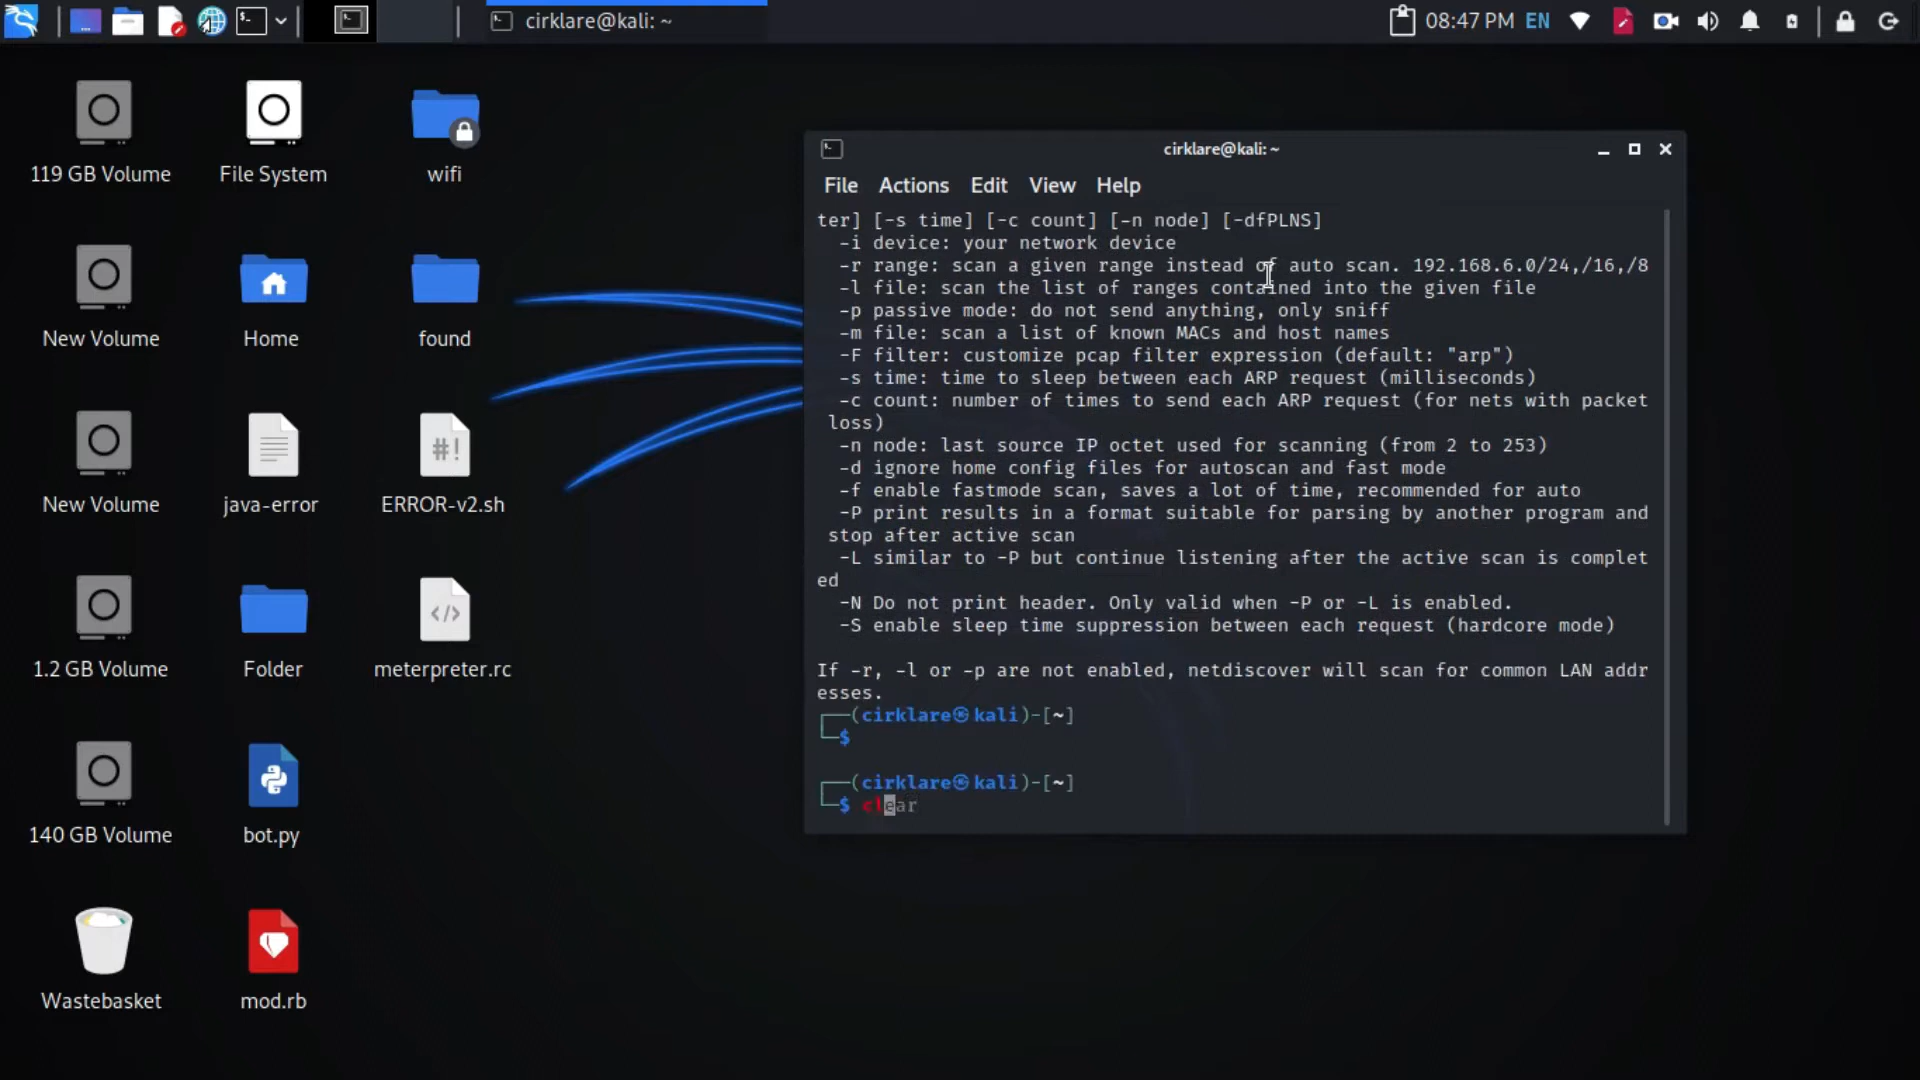 cirklare@kali: ~
08:47 PM EN
119 GB Volume
File System
wifi
New Volume
Home
found
New Volume
java-error
ERROR-v2.sh
1.2 GB Volume
Folder
meterpreter.rc
140 GB Volume
bot.py
Wastebasket
mod.rb
cirklare@kali: ~
File Actions Edit View Help
ter] [-s time] [-c count] [-n node] [-dfPLNS]
-i device: your network device
-r range: scan a given range instead of auto scan. 192.168.6.0/24,/16,/8
-l file: scan the list of ranges contained into the given file
-p passive mode: do not send anything, only sniff
-m file: scan a list of known MACs and host names
-F filter: customize pcap filter expression (default: "arp")
-s time: time to sleep between each ARP request (milliseconds)
-c count: number of times to send each ARP request (for nets with packet
loss)
-n node: last source IP octet used for scanning (from 2 to 253)
-d ignore home config files for autoscan and fast mode
-f enable fastmode scan, saves a lot of time, recommended for auto
-P print results in a format suitable for parsing by another program and
stop after active scan
-L similar to -P but continue listening after the active scan is complet
ed
-N Do not print header. Only valid when -P or -L is enabled.
-S enable sleep time suppression between each request (hardcore mode)
If -r, -l or -p are not enabled, netdiscover will scan for common LAN addr
esses.
┌──(cirklare㉿kali)-[~]
└─$
┌──(cirklare㉿kali)-[~]
└─$ clear